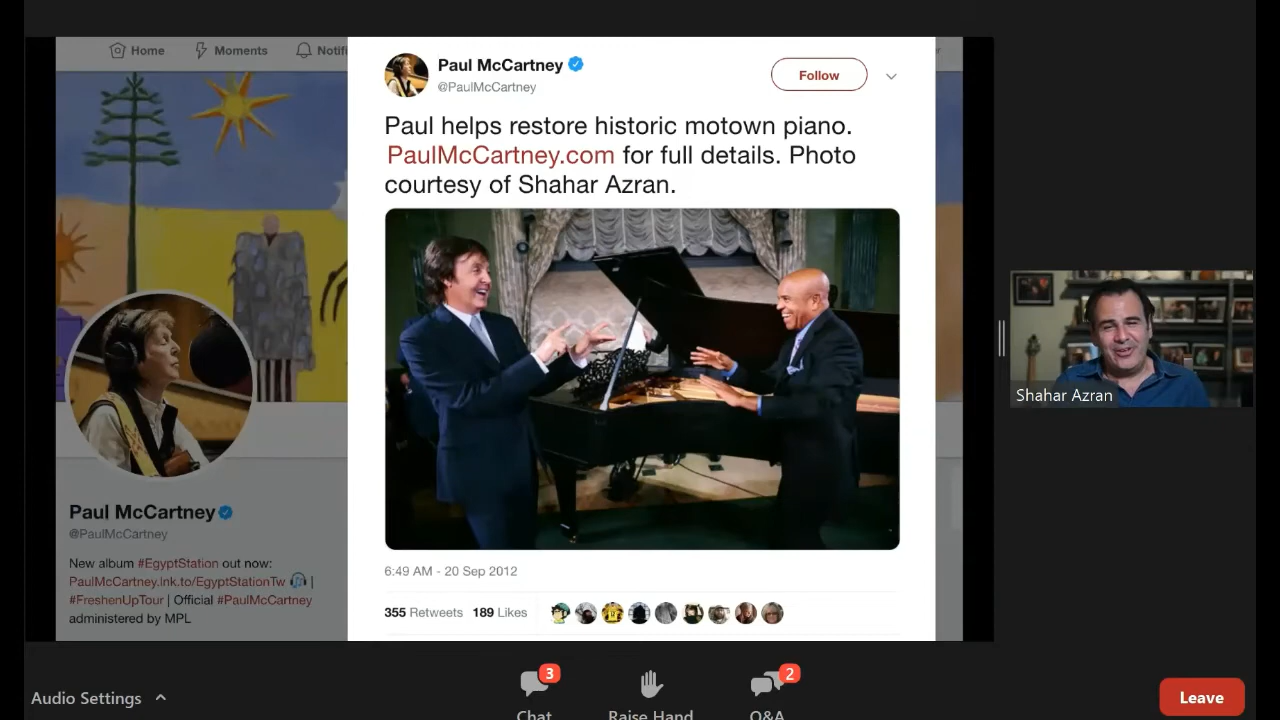 Home
Moments
Notifi
er
Paul McCartney
@PaulMcCartney
Follow
Paul helps restore historic motown piano.
PaulMcCartney.com for full details. Photo
courtesy of Shahar Azran.
6:49 AM - 20 Sep 2012
355 Retweets 189 Likes
Paul McCartney
@PaulMcCartney
New album #EgyptStation out now:
PaulMcCartney.lnk.to/EgyptStationTw |
#FreshenUpTour | Official #PaulMcCartney
administered by MPL
Shahar Azran
Audio Settings
3
Chat
Raise Hand
2
Q&A
Leave